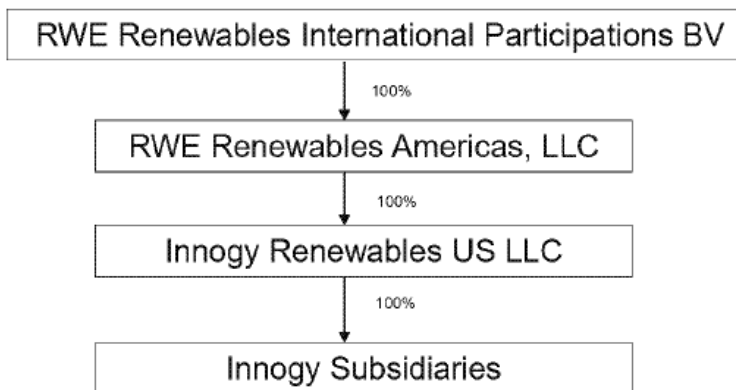 RWE Renewables International Participations BV
100%
RWE Renewables Americas, LLC
100%
Innogy Renewables US LLC
100%
Innogy Subsidiaries